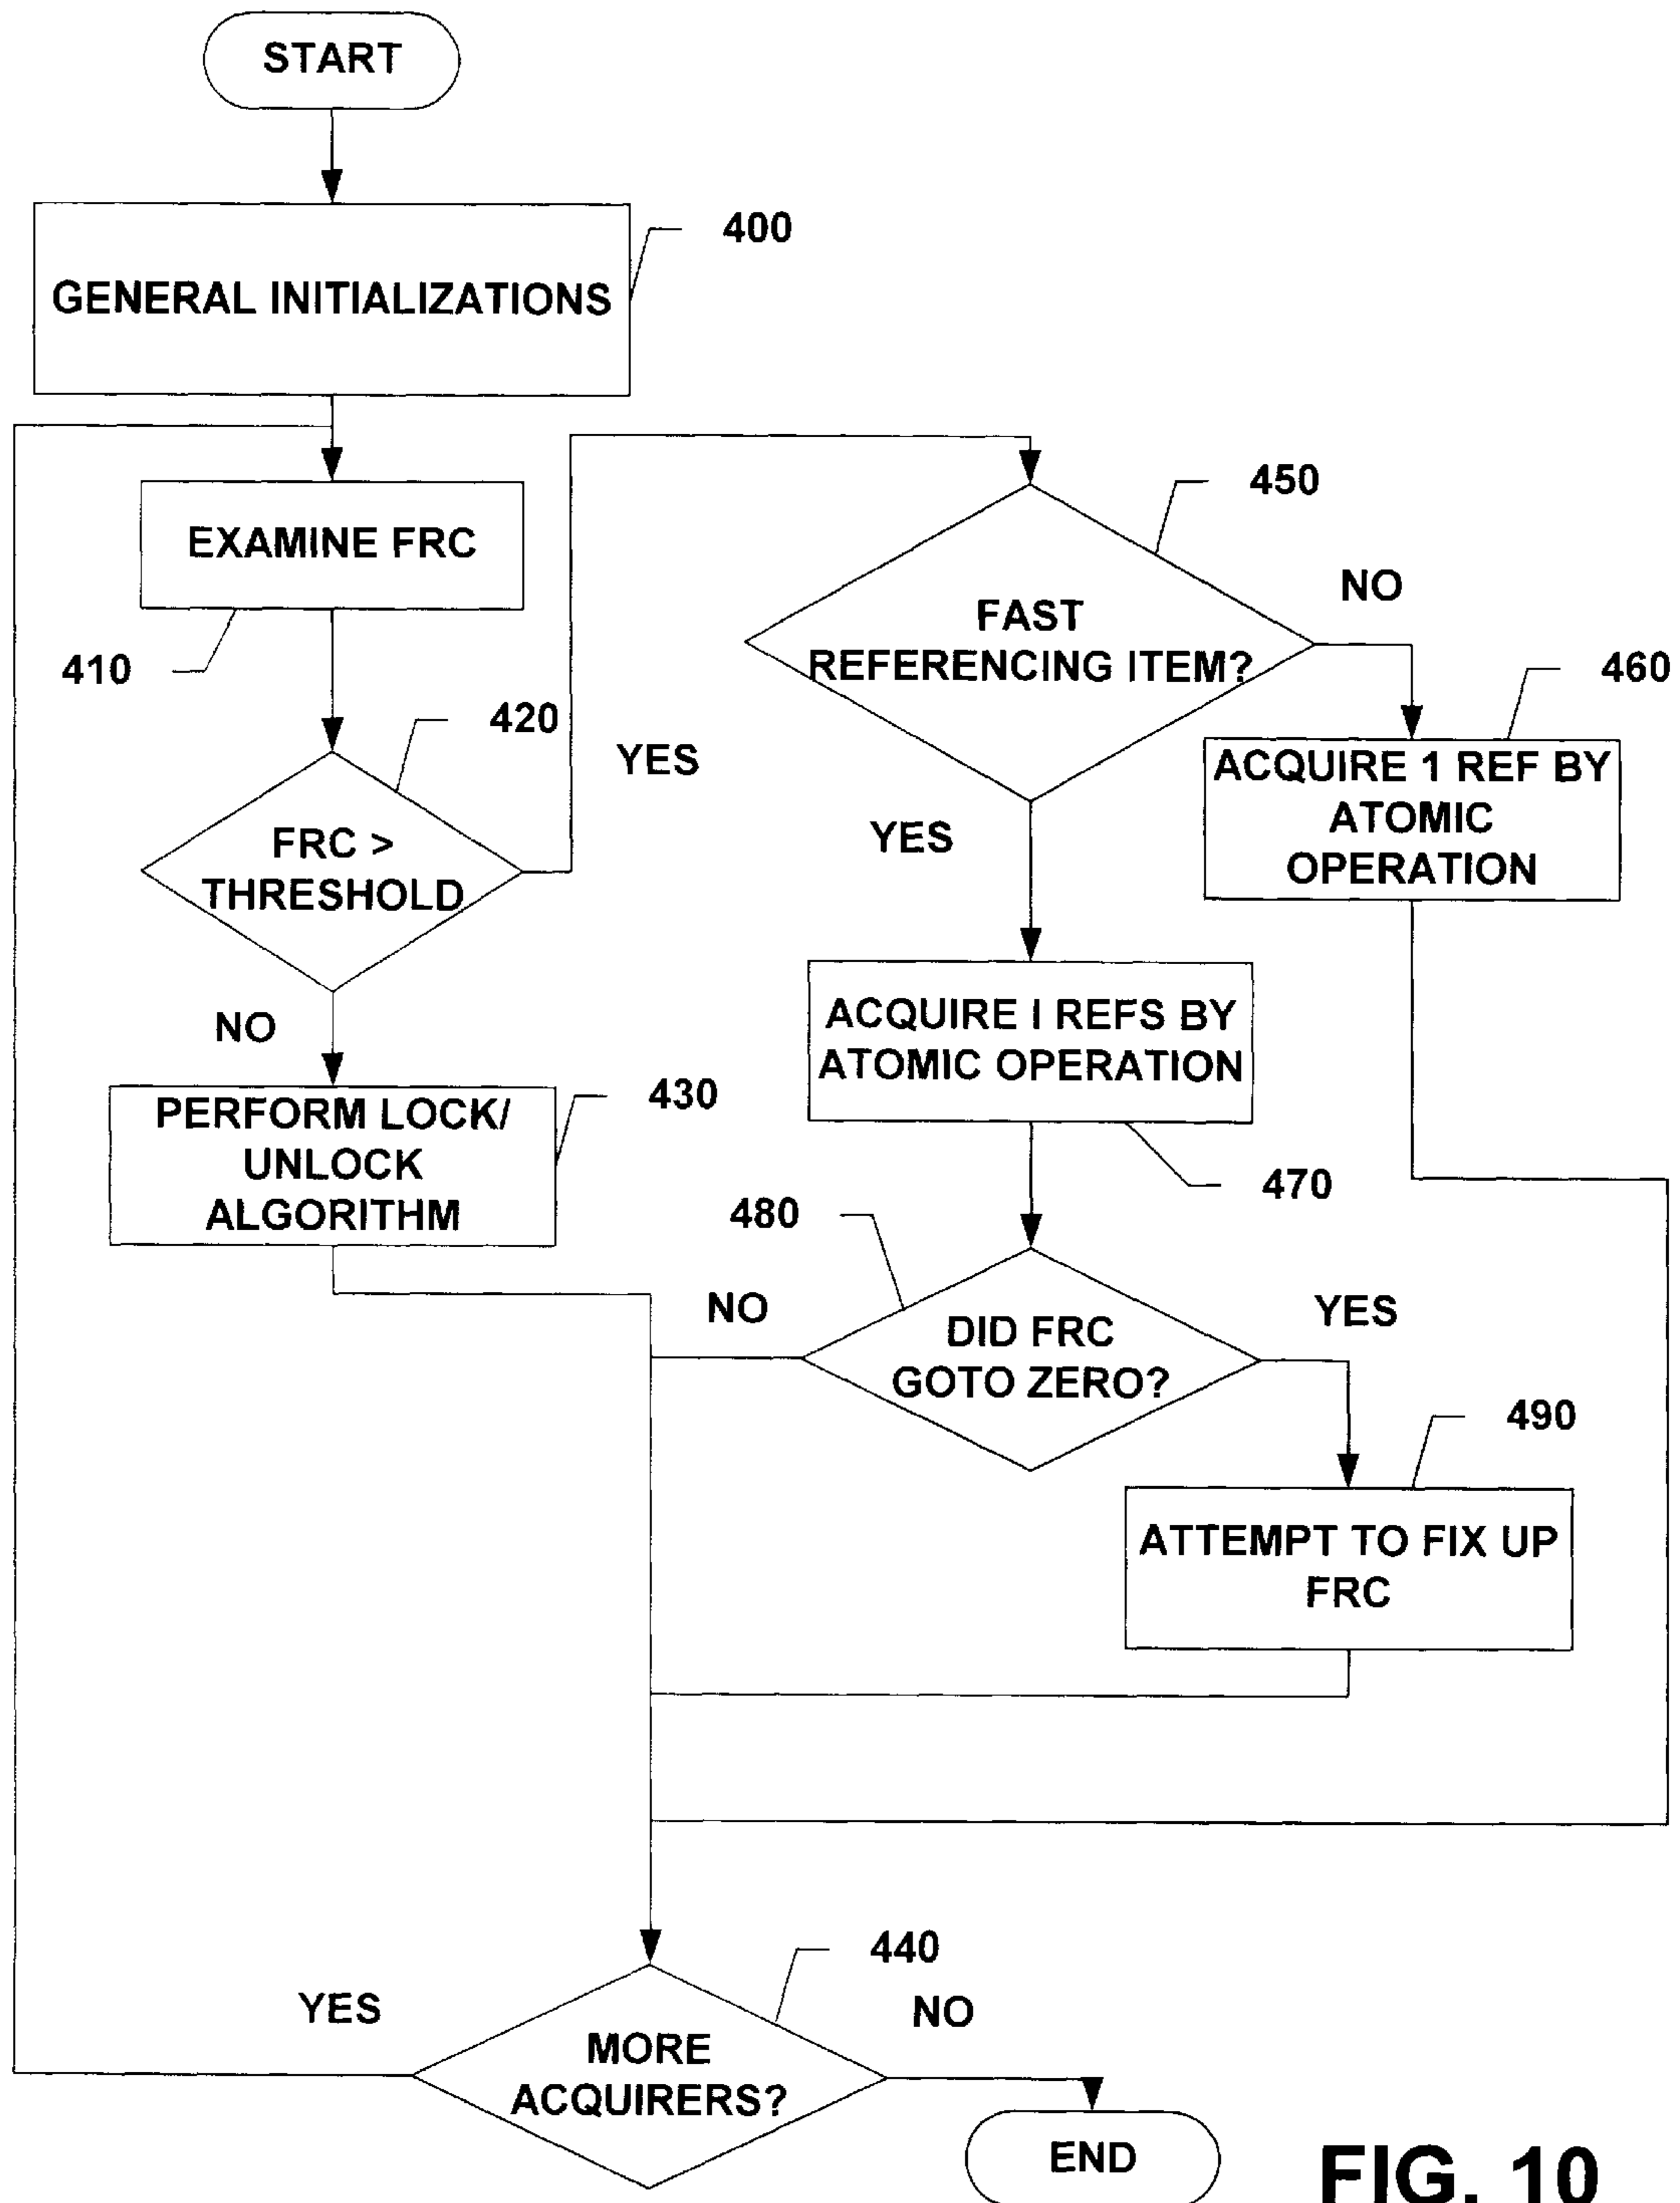 START
400
GENERAL INITIALIZATIONS
EXAMINE FRC
410
420
FRC >
THRESHOLD
YES
NO
PERFORM LOCK/
UNLOCK
ALGORITHM
430
450
FAST
REFERENCING ITEM?
NO
460
ACQUIRE 1 REF BY
ATOMIC
OPERATION
YES
ACQUIRE I REFS BY
ATOMIC OPERATION
470
480
NO
DID FRC
GOTO ZERO?
YES
490
ATTEMPT TO FIX UP
FRC
440
YES
MORE
ACQUIRERS?
NO
END
FIG. 10